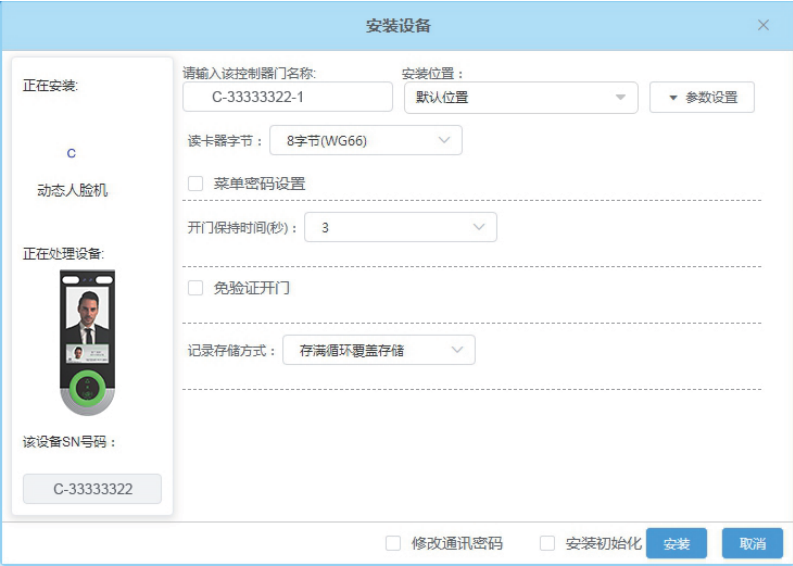 安装设备
正在安装:
C
动态人脸机
正在处理设备:
该设备SN号码：
C-33333322
请输入该控制器门名称:
C-33333322-1
安装位置：
默认位置
参数设置
读卡器字节： 8字节(WG66)
菜单密码设置
开门保持时间(秒)： 3
免验证开门
记录存储方式： 存满循环覆盖存储
修改通讯密码 安装初始化 安装 取消